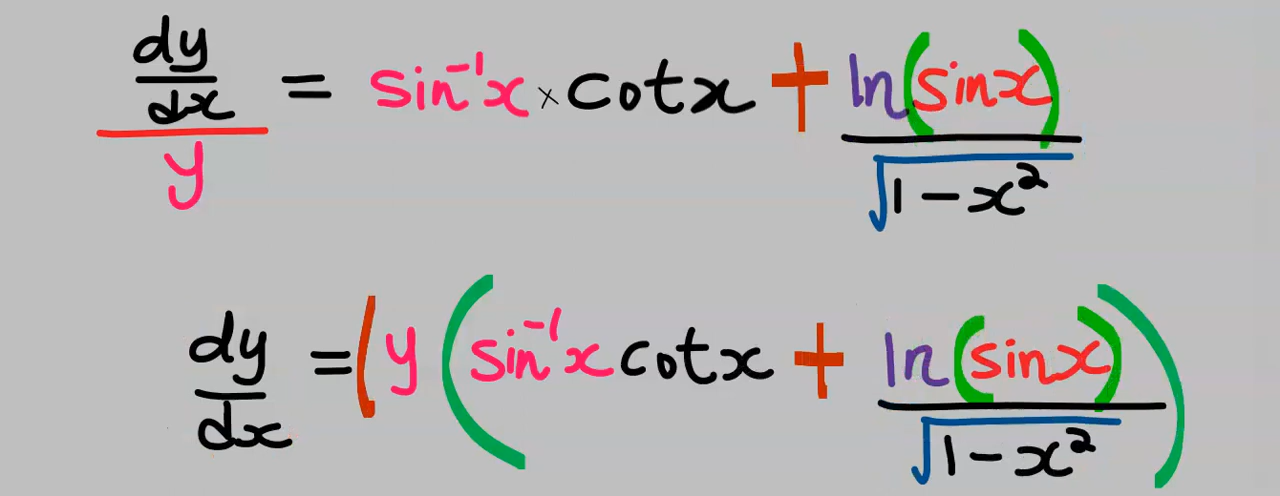 (dy/dx)/y = sin⁻¹x × cotx + ln(sinx)/√(1-x²)
dy/dx = (y(sin⁻¹x cotx + ln(sinx)/√(1-x²))